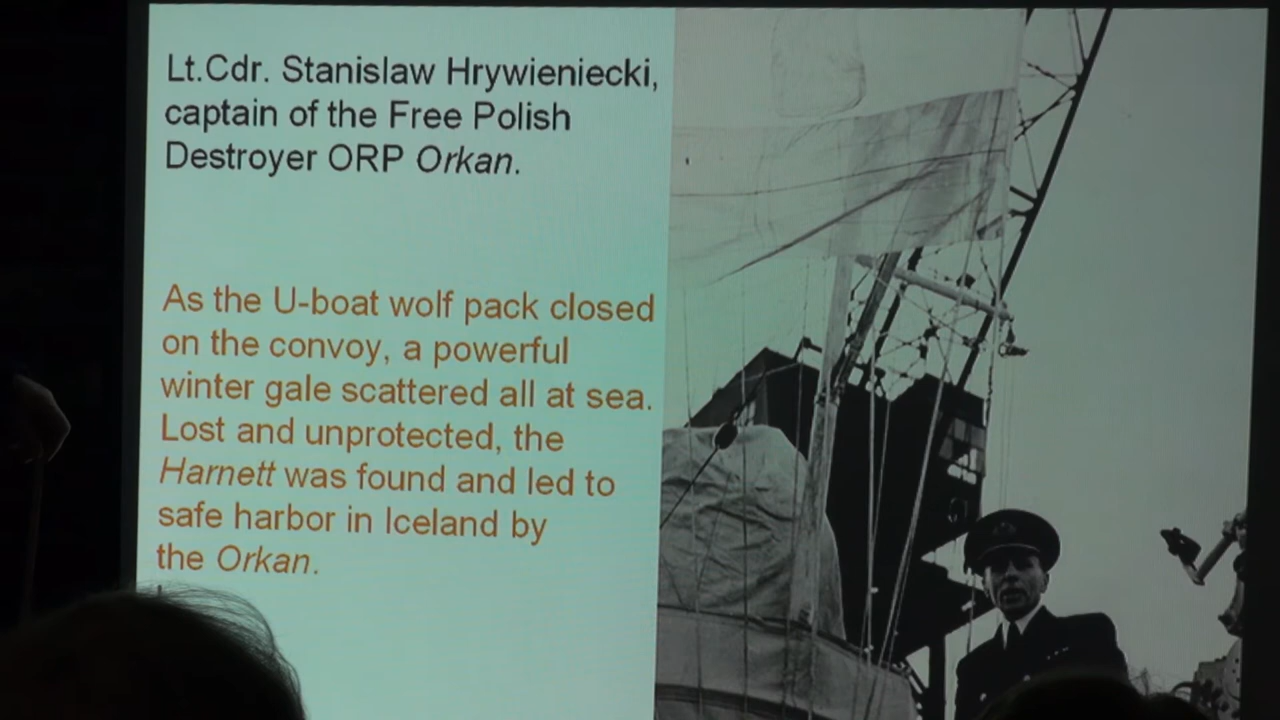 Lt.Cdr. Stanislaw Hrywieniecki,
captain of the Free Polish
Destroyer ORP Orkan.
As the U-boat wolf pack closed
on the convoy, a powerful
winter gale scattered all at sea.
Lost and unprotected, the
Harnett was found and led to
safe harbor in Iceland by
the Orkan.